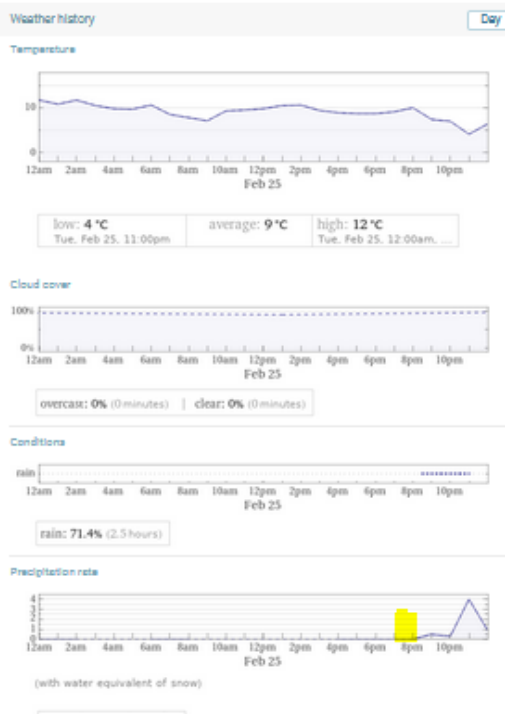 Weather history
Day
Temperature
10
0
12am 2am 4am 6am 8am 10am 12pm 2pm 4pm 6pm 8pm 10pm
Feb 25
low: 4 °C average: 9 °C high: 12 °C
Tue, Feb 25, 11:00pm Tue, Feb 25, 12:00am, ...
Cloud cover
100%
0%
12am 2am 4am 6am 8am 10am 12pm 2pm 4pm 6pm 8pm 10pm
Feb 25
overcast: 0% (0 minutes) | clear: 0% (0 minutes)
Conditions
rain
12am 2am 4am 6am 8am 10am 12pm 2pm 4pm 6pm 8pm 10pm
Feb 25
rain: 71.4% (2.5 hours)
Precipitation rate
4
3
2
1
0
12am 2am 4am 6am 8am 10am 12pm 2pm 4pm 6pm 8pm 10pm
Feb 25
(with water equivalent of snow)